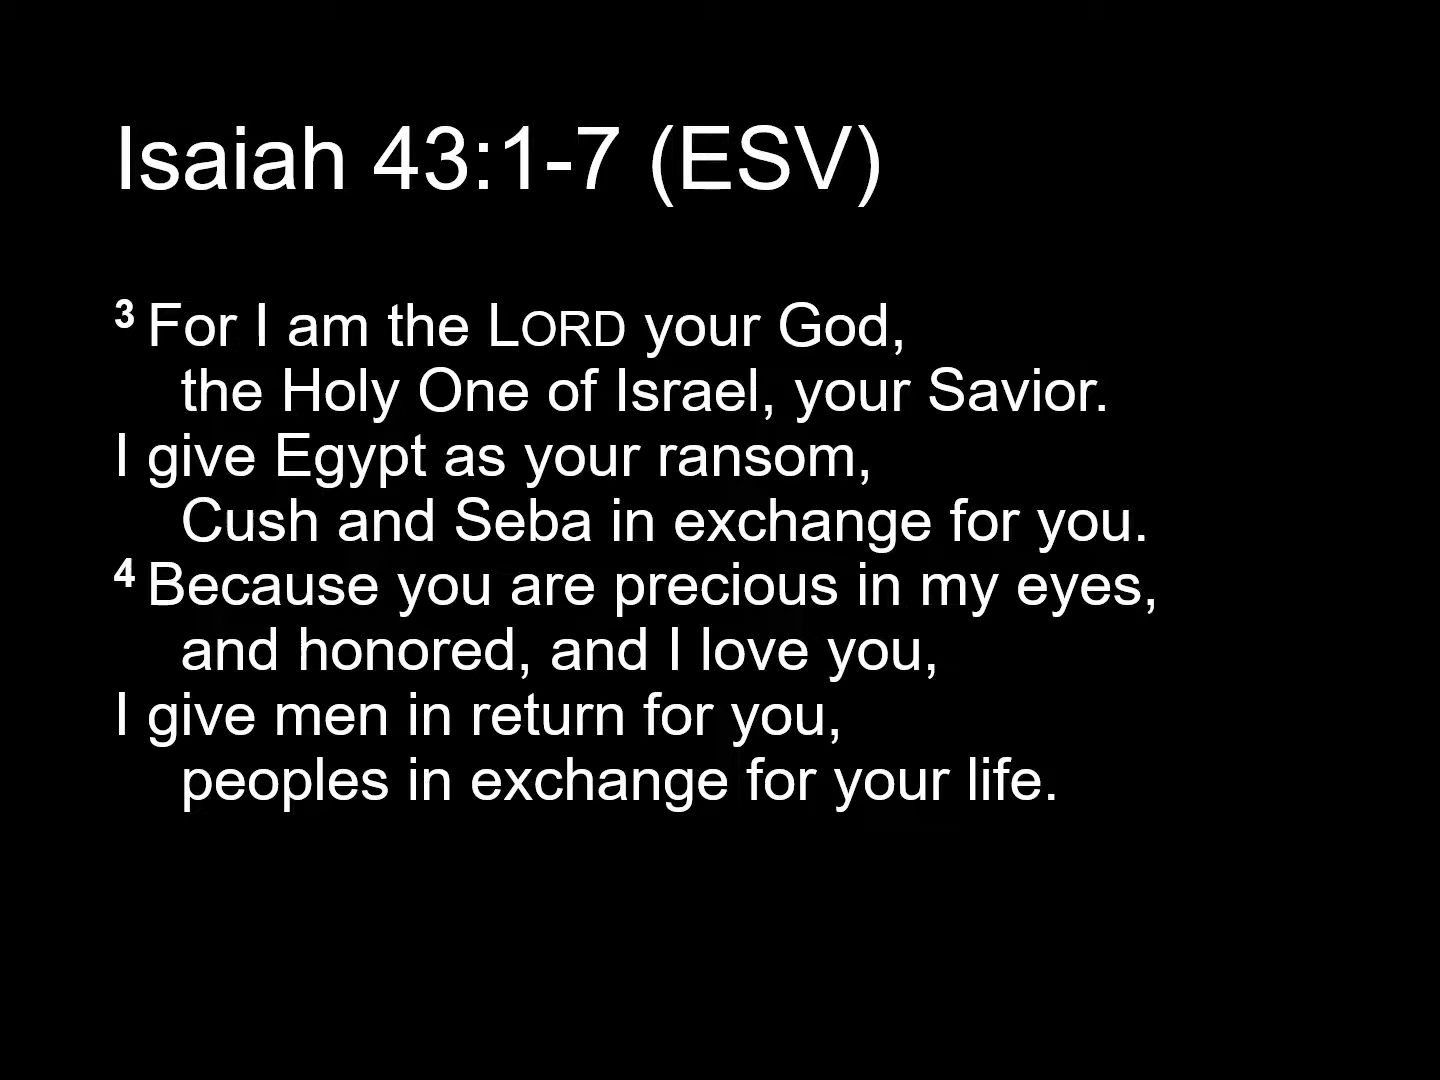 Isaiah 43:1-7 (ESV)
3 For I am the LORD your God,
the Holy One of Israel, your Savior.
I give Egypt as your ransom,
Cush and Seba in exchange for you.
4 Because you are precious in my eyes,
and honored, and I love you,
I give men in return for you,
peoples in exchange for your life.